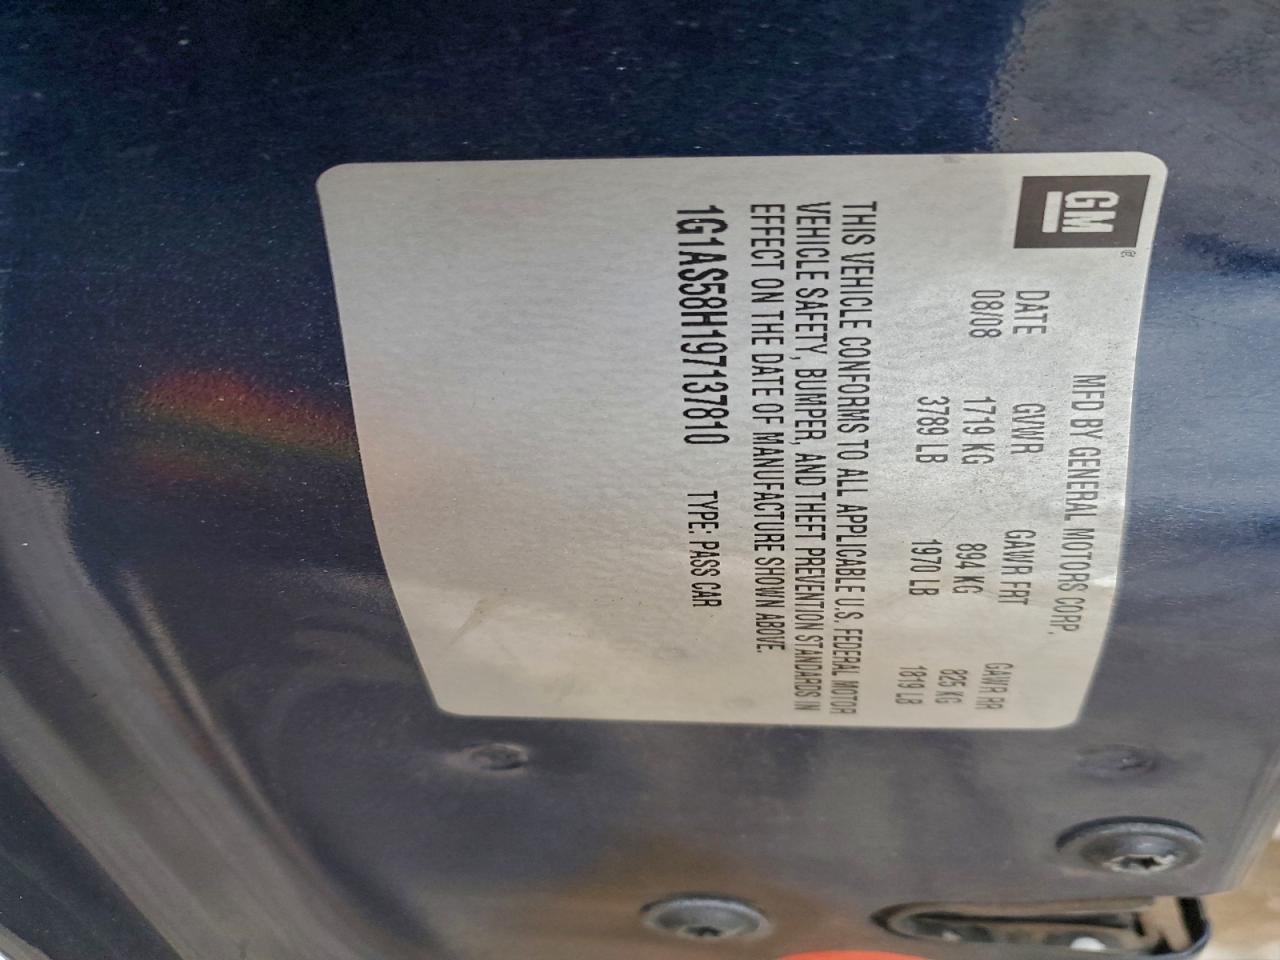 GM®
MFD BY GENERAL MOTORS CORP.
DATE GVWR GAWR FRT GAWR RR
08/08 1719 KG 894 KG 825 KG
3789 LB 1970 LB 1819 LB
THIS VEHICLE CONFORMS TO ALL APPLICABLE U.S. FEDERAL MOTOR
VEHICLE SAFETY, BUMPER, AND THEFT PREVENTION STANDARDS IN
EFFECT ON THE DATE OF MANUFACTURE SHOWN ABOVE.
1G1AS58H197137810 TYPE: PASS CAR